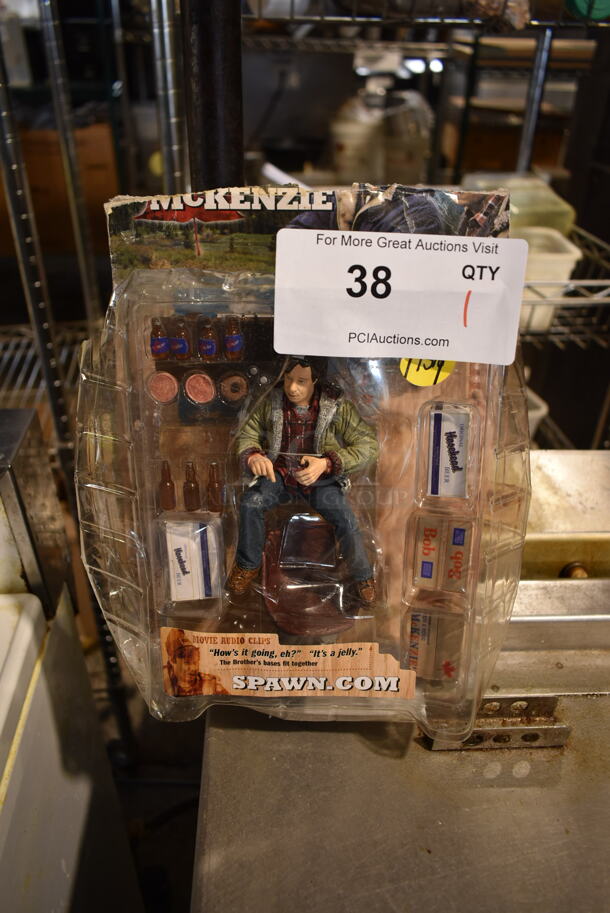 McKENZIE
For More Great Auctions Visit
38
QTY
1
PCIAuctions.com
Bob
Bob
MOVIE AUDIO CLIPS
"How's it going, eh?" "It's a jelly."
The Brother's bases fit together
SPAWN.COM